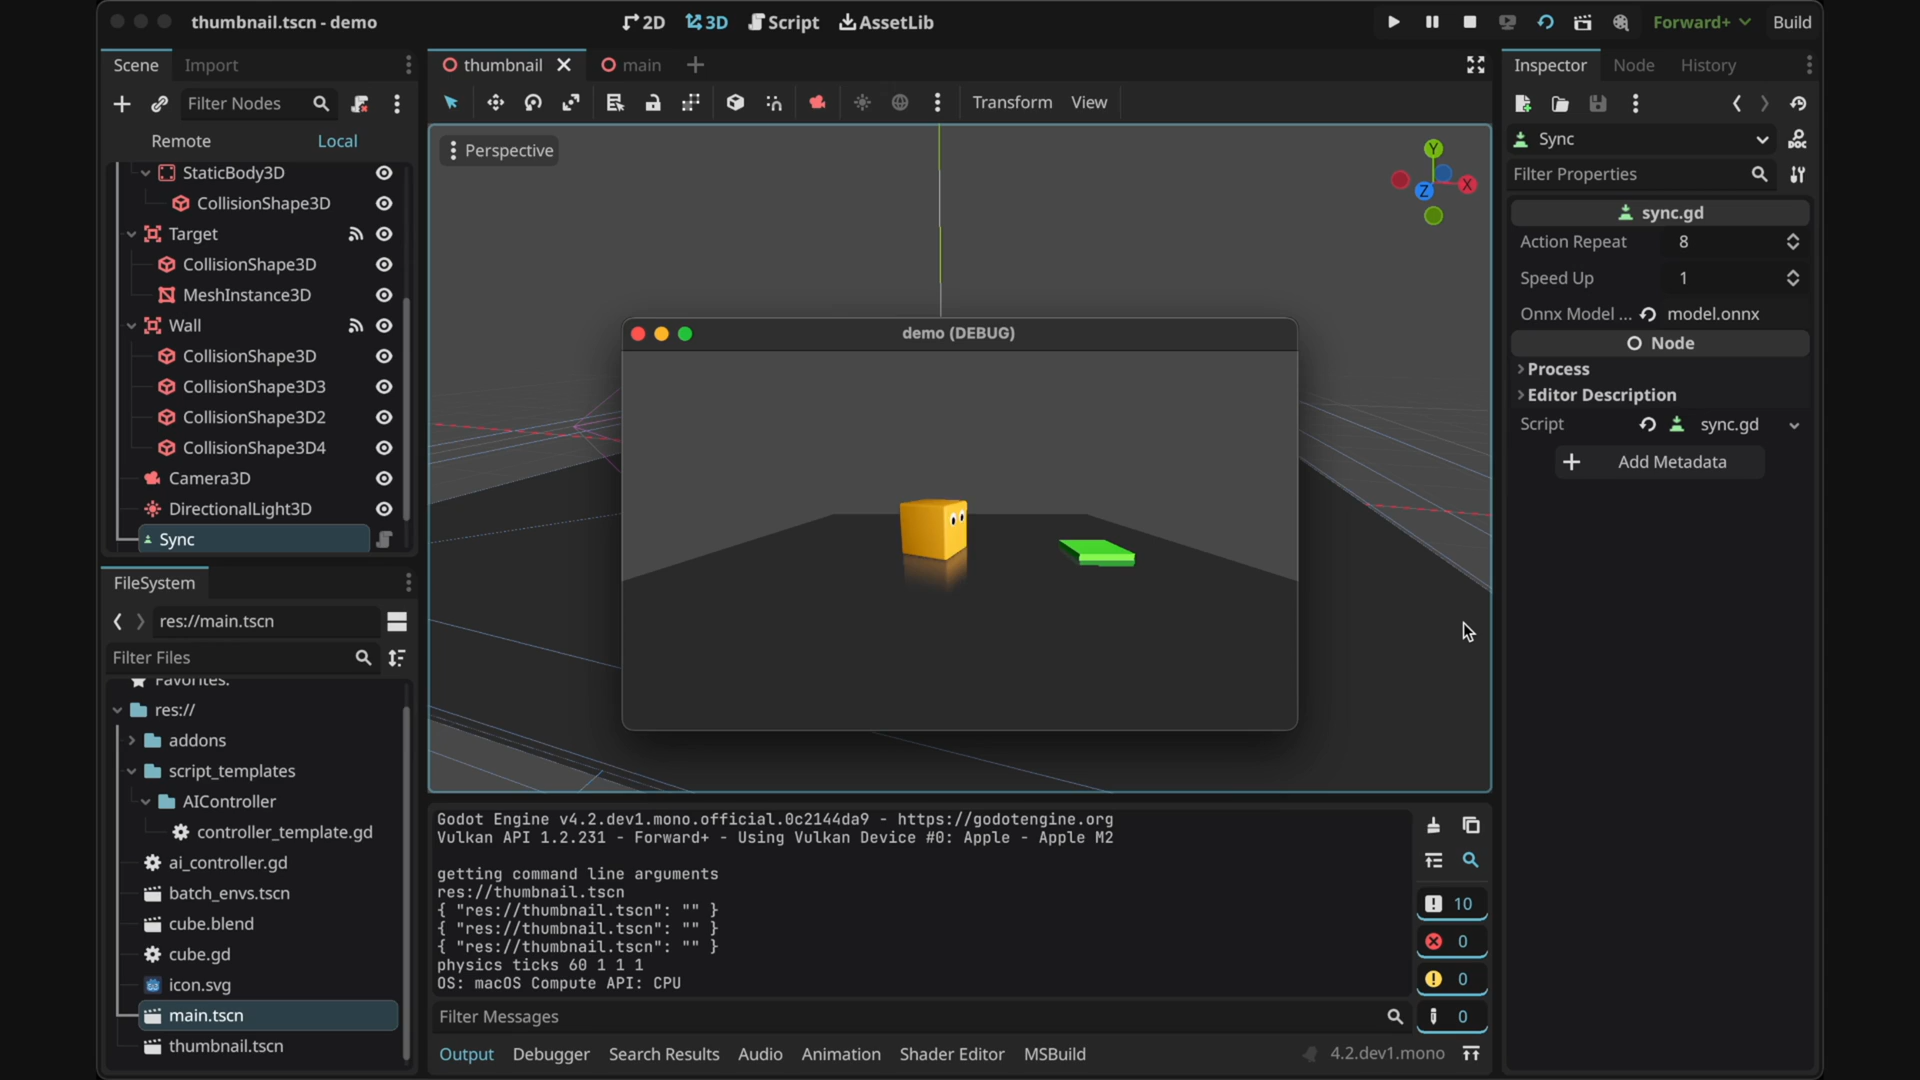 thumbnail.tscn - demo
2D
3D
Script
AssetLib
Forward+
Build
Scene
Import
thumbnail
main
Inspector
Node
History
Filter Nodes
Transform
View
Remote
Local
Perspective
Y
X
Z
StaticBody3D
CollisionShape3D
Target
CollisionShape3D
MeshInstance3D
Wall
CollisionShape3D
CollisionShape3D3
CollisionShape3D2
CollisionShape3D4
Camera3D
DirectionalLight3D
Sync
Sync
DOC
Filter Properties
sync.gd
Action Repeat 8
Speed Up 1
Onnx Model ... model.onnx
Node
Process
Editor Description
Script sync.gd
Add Metadata
demo (DEBUG)
FileSystem
res://main.tscn
Filter Files
Favorites:
res://
addons
script_templates
AIController
controller_template.gd
ai_controller.gd
batch_envs.tscn
cube.blend
cube.gd
icon.svg
main.tscn
thumbnail.tscn
Godot Engine v4.2.dev1.mono.official.0c2144da9 - https://godotengine.org
Vulkan API 1.2.231 - Forward+ - Using Vulkan Device #0: Apple - Apple M2
getting command line arguments
res://thumbnail.tscn
{ "res://thumbnail.tscn": "" }
{ "res://thumbnail.tscn": "" }
{ "res://thumbnail.tscn": "" }
physics ticks 60 1 1 1
OS: macOS Compute API: CPU
10
0
0
0
Filter Messages
Output
Debugger
Search Results
Audio
Animation
Shader Editor
MSBuild
4.2.dev1.mono